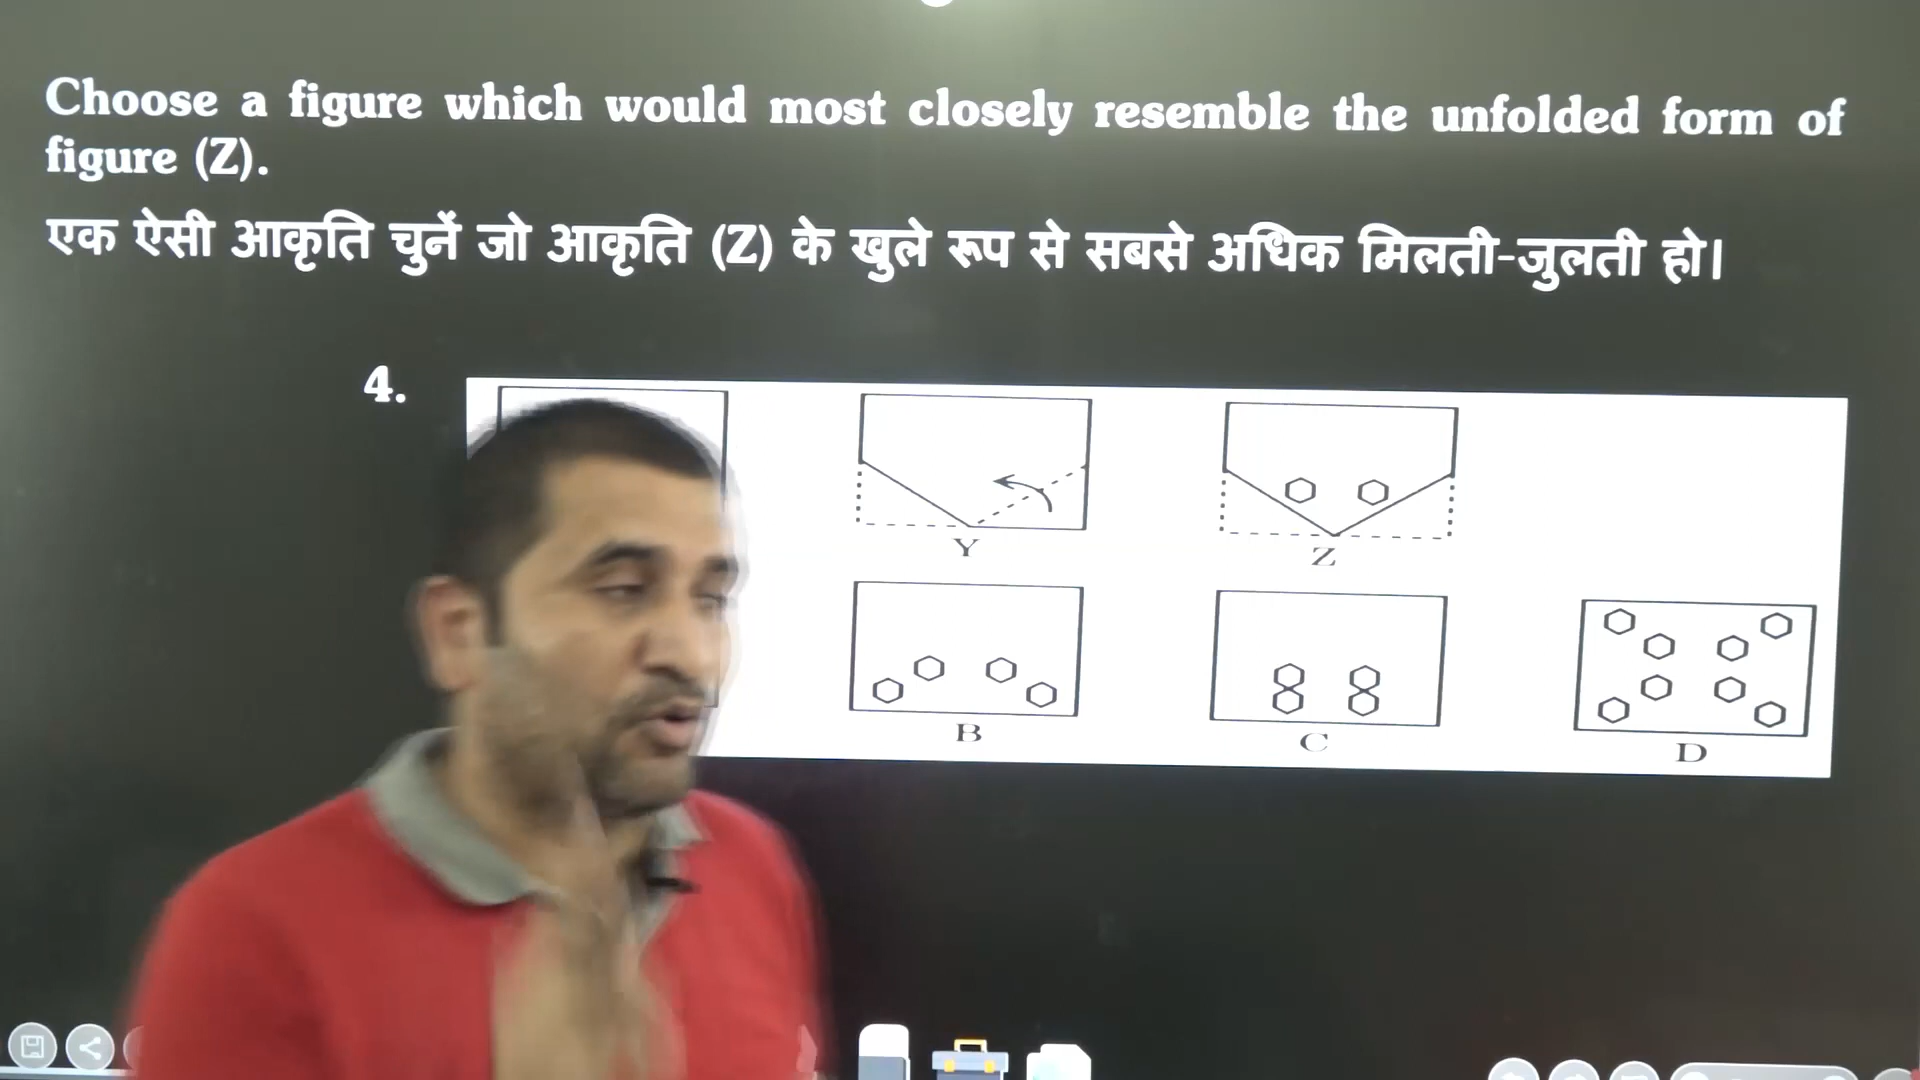 Choose a figure which would most closely resemble the unfolded form of
figure (Z).
एक ऐसी आकृति चुनें जो आकृति (Z) के खुले रूप से सबसे अधिक मिलती-जुलती हो।
4.
Y
Z
B
C
D